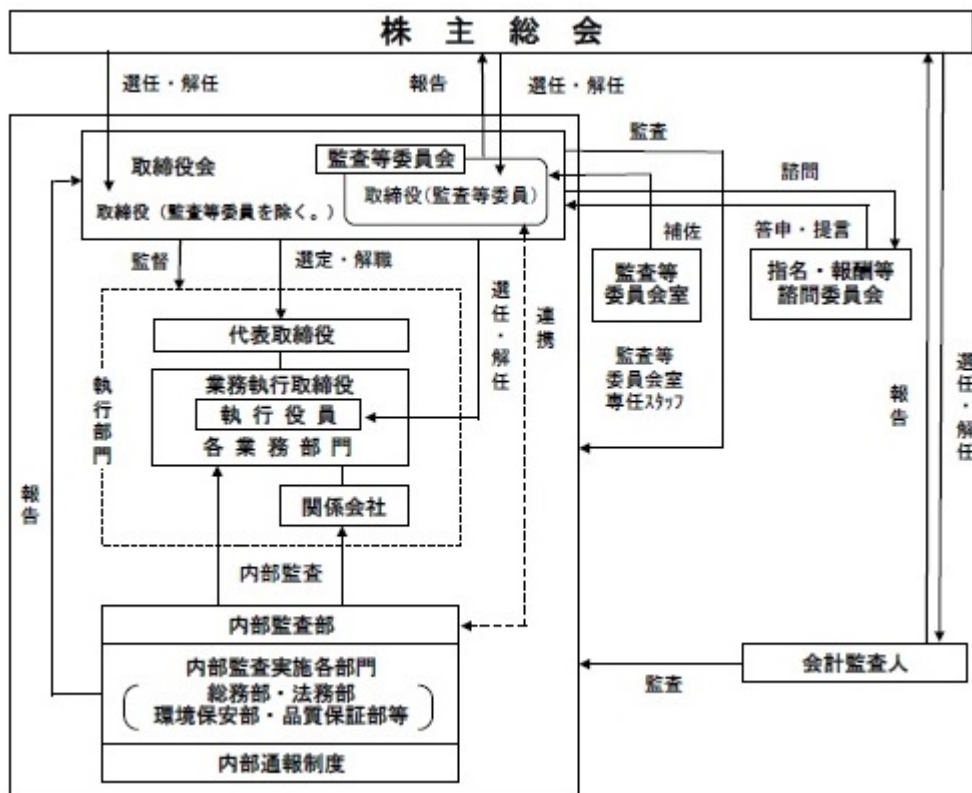 株主総会
選任・解任
報告
選任・解任
監査
取締役会
監査等委員会
取締役(監査等委員)
取締役（監査等委員を除く。）
諮問
補佐
答申・提言
監督
選定・解職
監査等
委員会室
指名・報酬等
諮問委員会
選任・解任
連携
代表取締役
業務執行取締役
執行役員
各業務部門
執行部門
監査等
委員会室
専任スタッフ
報告
選任・解任
関係会社
報告
内部監査
内部監査部
内部監査実施各部門
総務部・法務部
環境保安部・品質保証部等
内部通報制度
会計監査人
監査